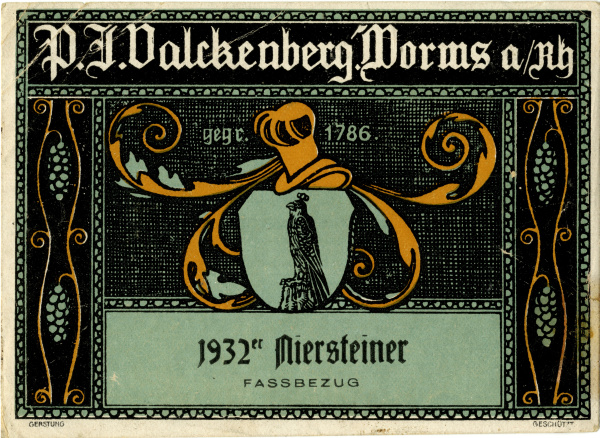 P.J. Valckenberg, Worms a/Rh
gegr. 1786.
1932er Niersteiner
FASSBEZUG
GERSTUNG
GESCHÜTZT